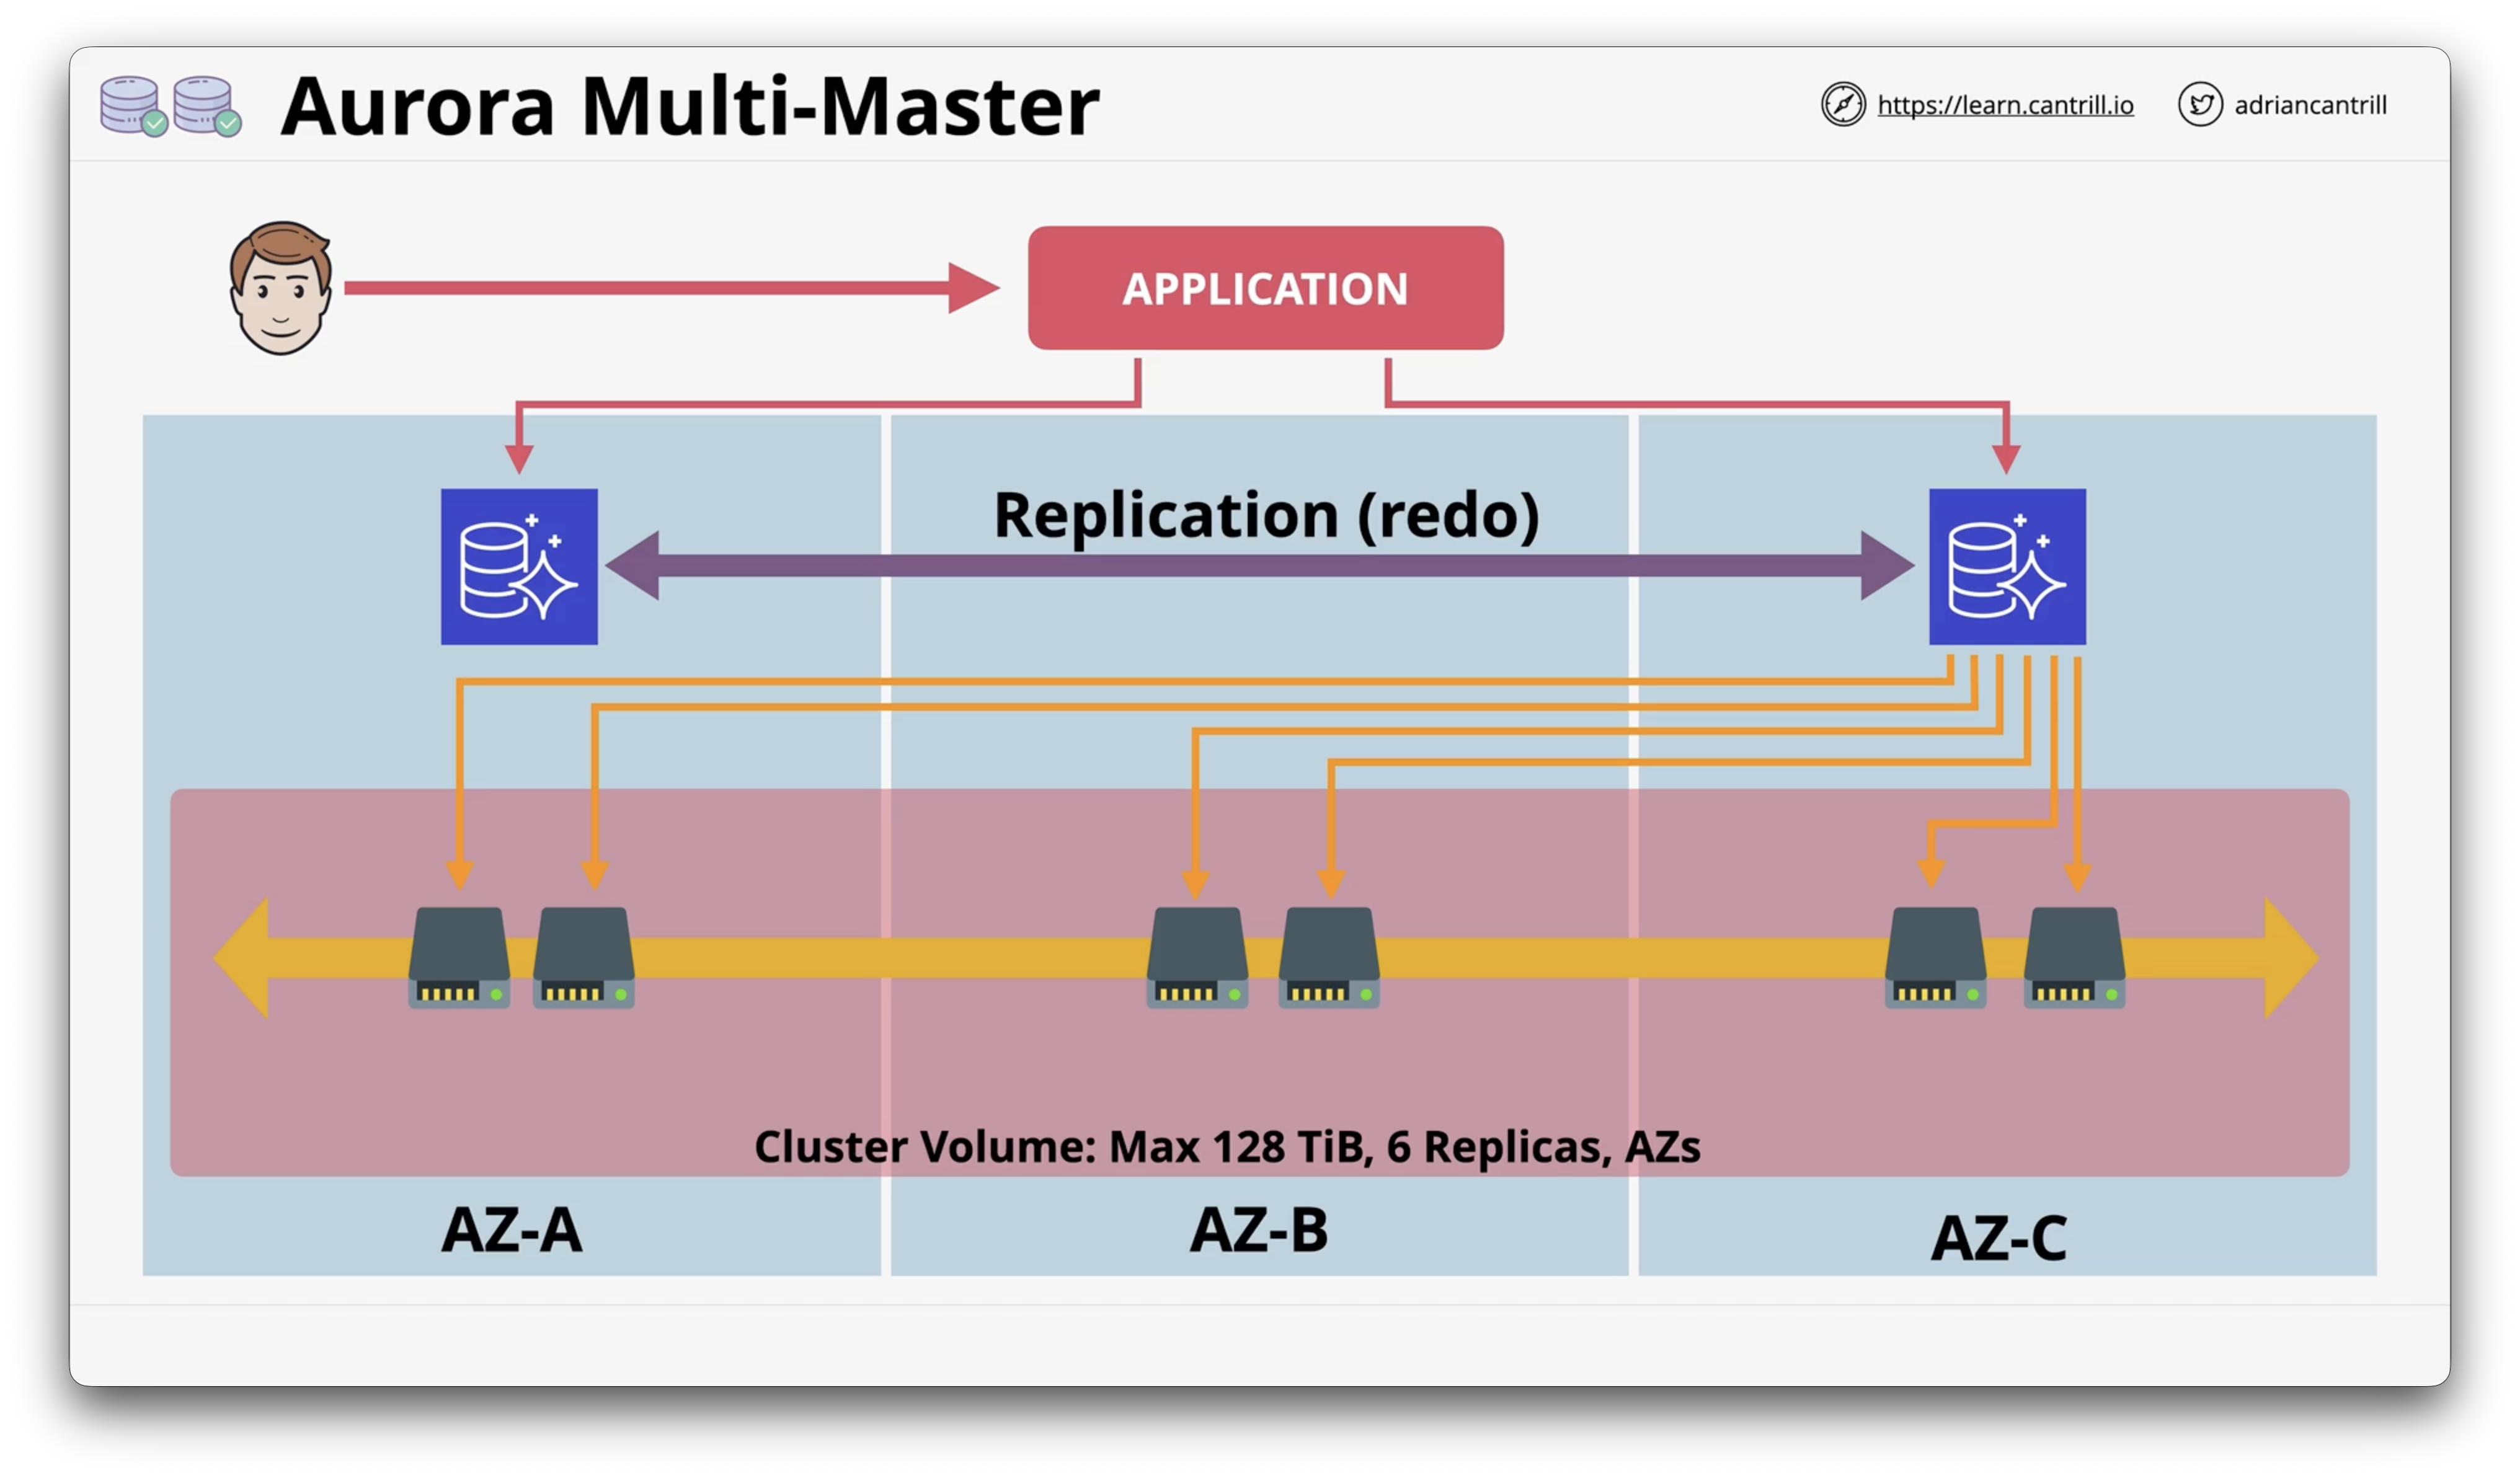 Aurora Multi-Master
https://learn.cantrill.io
adriancantrill
APPLICATION
Replication (redo)
Cluster Volume: Max 128 TiB, 6 Replicas, AZs
AZ-A
AZ-B
AZ-C